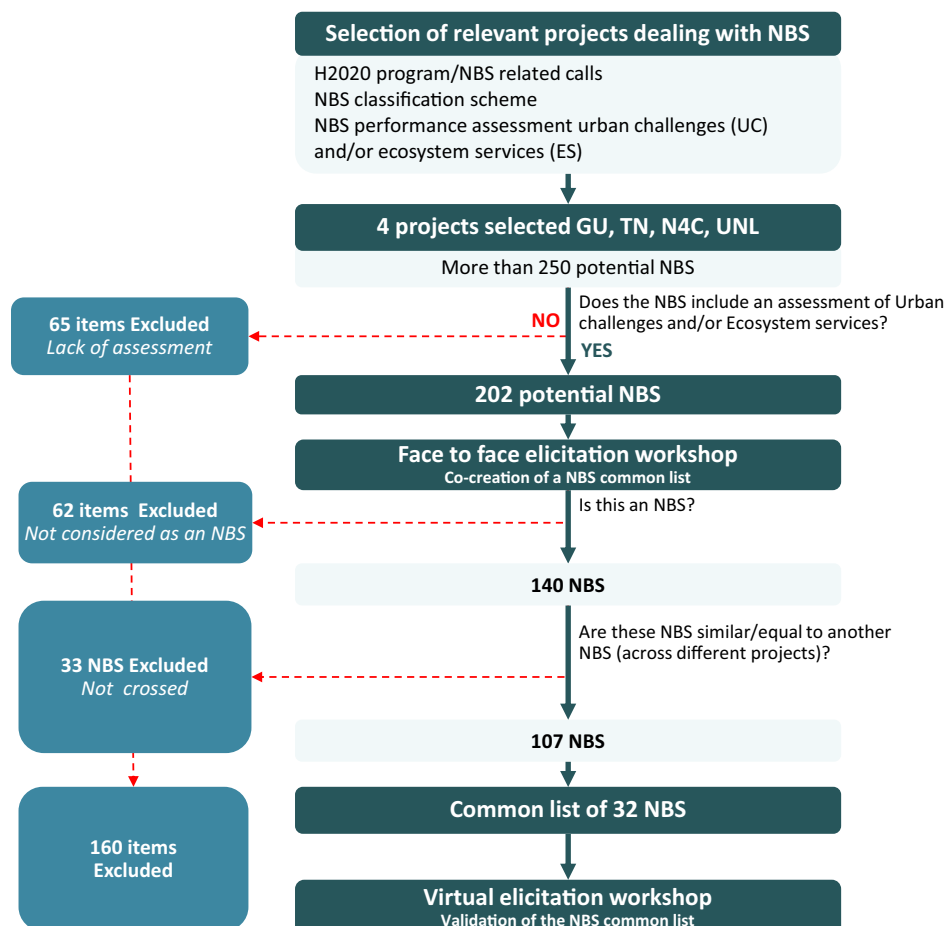 Selection of relevant projects dealing with NBS
H2020 program/NBS related calls
NBS classification scheme
NBS performance assessment urban challenges (UC)
and/or ecosystem services (ES)
4 projects selected GU, TN, N4C, UNL
More than 250 potential NBS
Does the NBS include an assessment of Urban
challenges and/or Ecosystem services?
NO
YES
65 items Excluded
Lack of assessment
202 potential NBS
Face to face elicitation workshop
Co-creation of a NBS common list
Is this an NBS?
62 items Excluded
Not considered as an NBS
140 NBS
Are these NBS similar/equal to another
NBS (across different projects)?
33 NBS Excluded
Not crossed
107 NBS
Common list of 32 NBS
160 items
Excluded
Virtual elicitation workshop
Validation of the NBS common list